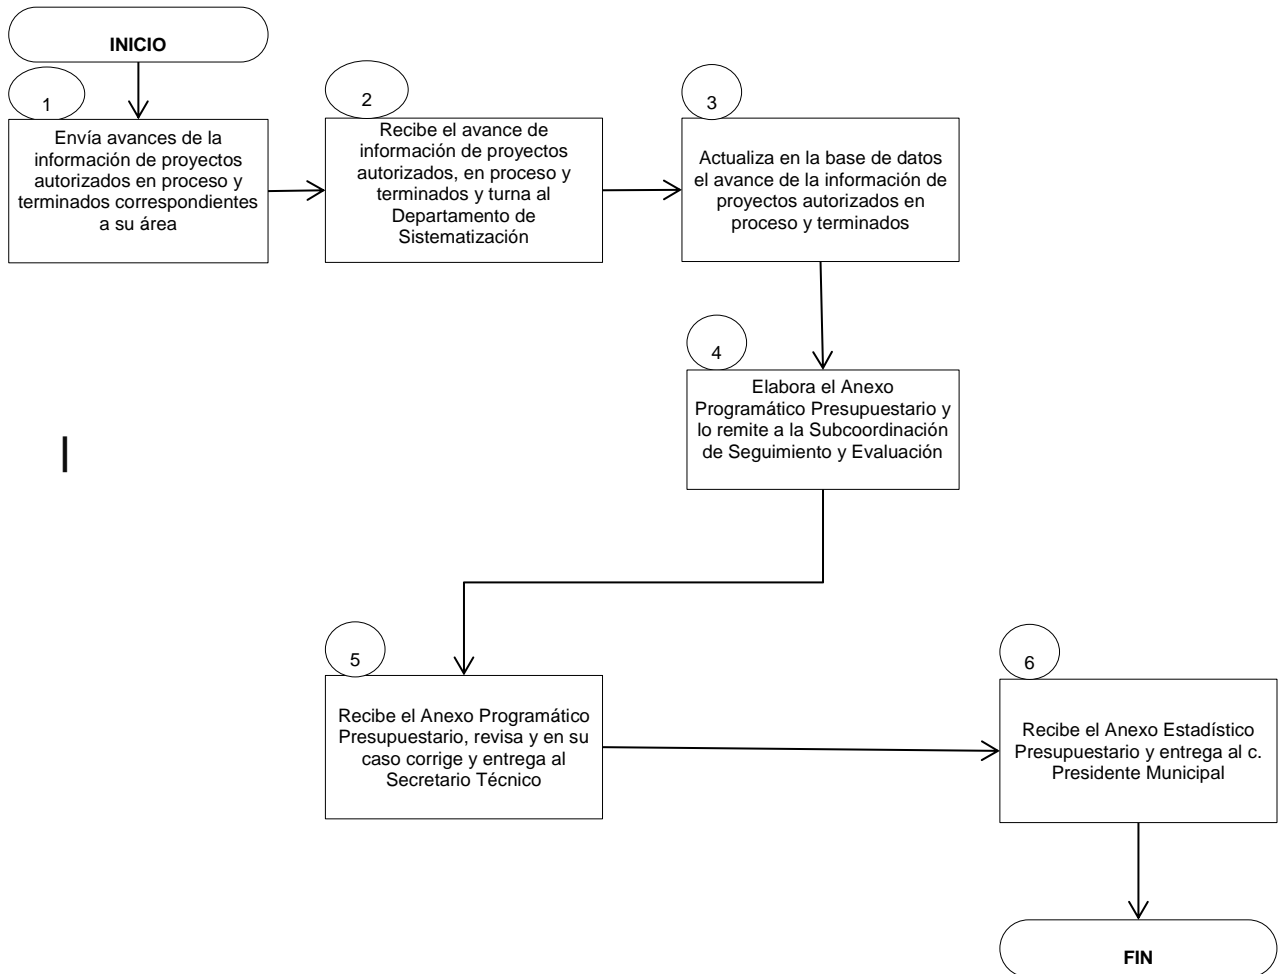 INICIO
1
Envía avances de la
información de proyectos
autorizados en proceso y
terminados correspondientes
a su área
2
Recibe el avance de
información de proyectos
autorizados, en proceso y
terminados y turna al
Departamento de
Sistematización
3
Actualiza en la base de datos
el avance de la información de
proyectos autorizados en
proceso y terminados
4
Elabora el Anexo
Programático Presupuestario y
lo remite a la Subcoordinación
de Seguimiento y Evaluación
5
Recibe el Anexo Programático
Presupuestario, revisa y en su
caso corrige y entrega al
Secretario Técnico
6
Recibe el Anexo Estadístico
Presupuestario y entrega al c.
Presidente Municipal
FIN